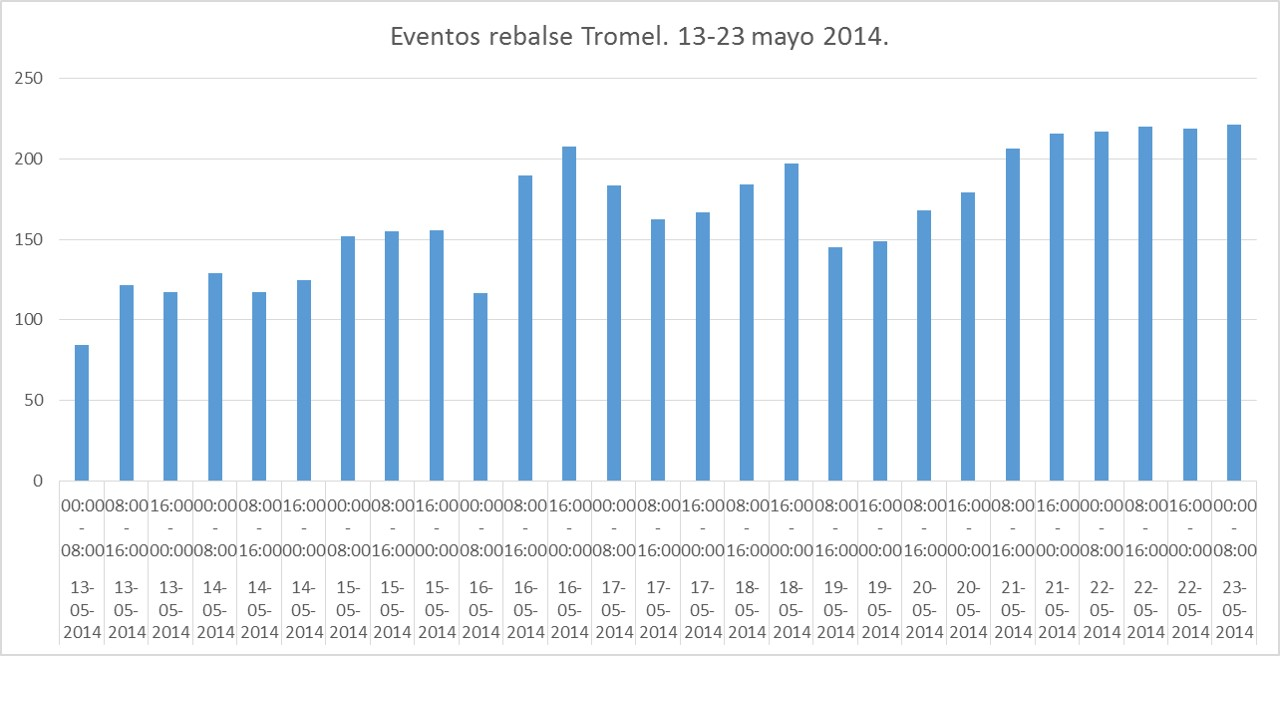 Eventos rebalse Tromel. 13-23 mayo 2014.
250
200
150
100
50
0
00:00 08:00 16:00 00:00 08:00 16:00 00:00 08:00 16:00 00:00 08:00 16:00 00:00 08:00 16:00 08:00 16:00 08:00 16:00 08:00 16:00 08:00 16:00 00:00 08:00 16:00 00:00
- - - - - - - - - - - - - - - - - - - - - - - - - - -
08:00 16:00 00:00 08:00 16:00 00:00 08:00 16:00 00:00 08:00 16:00 00:00 08:00 16:00 00:00 16:00 00:00 16:00 00:00 16:00 00:00 16:00 00:00 08:00 16:00 00:00 08:00
13- 13- 13- 14- 14- 14- 15- 15- 15- 16- 16- 16- 17- 17- 17- 18- 18- 19- 19- 20- 20- 21- 21- 22- 22- 22- 23-
05- 05- 05- 05- 05- 05- 05- 05- 05- 05- 05- 05- 05- 05- 05- 05- 05- 05- 05- 05- 05- 05- 05- 05- 05- 05- 05-
2014 2014 2014 2014 2014 2014 2014 2014 2014 2014 2014 2014 2014 2014 2014 2014 2014 2014 2014 2014 2014 2014 2014 2014 2014 2014 2014